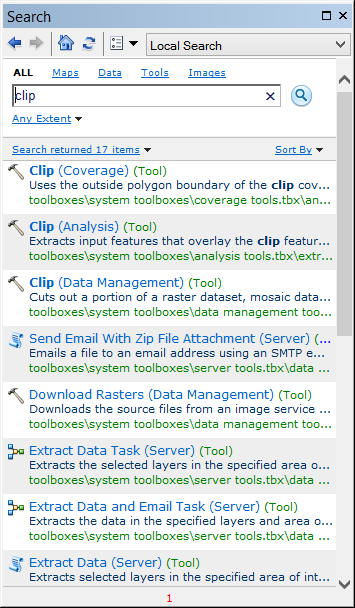 Search
Local Search
ALL Maps Data Tools Images
clip
Any Extent
Search returned 17 items Sort By
Clip (Coverage) (Tool)
Uses the outside polygon boundary of the clip cov...
toolboxes\system toolboxes\coverage tools.tbx\an...
Clip (Analysis) (Tool)
Extracts input features that overlay the clip featur...
toolboxes\system toolboxes\analysis tools.tbx\extr...
Clip (Data Management) (Tool)
Cuts out a portion of a raster dataset, mosaic data...
toolboxes\system toolboxes\data management too...
Send Email With Zip File Attachment (Server) (...
Emails a file to an email address using an SMTP e...
toolboxes\system toolboxes\server tools.tbx\data ...
Download Rasters (Data Management) (Tool)
Downloads the source files from an image service ...
toolboxes\system toolboxes\data management too...
Extract Data Task (Server) (Tool)
Extracts the selected layers in the specified area o...
toolboxes\system toolboxes\server tools.tbx\data ...
Extract Data and Email Task (Server) (Tool)
Extracts the data in the specified layers and area o...
toolboxes\system toolboxes\server tools.tbx\data ...
Extract Data (Server) (Tool)
Extracts selected layers in the specified area of int...
1